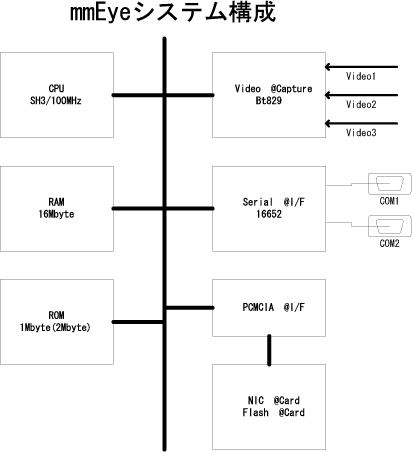 mmEyeシステム構成
CPU
SH3/100MHz
Video @Capture
Bt829
Video1
Video2
Video3
RAM
16Mbyte
Serial @I/F
16652
COM1
COM2
ROM
1Mbyte(2Mbyte)
PCMCIA @I/F
NIC @Card
Flash @Card